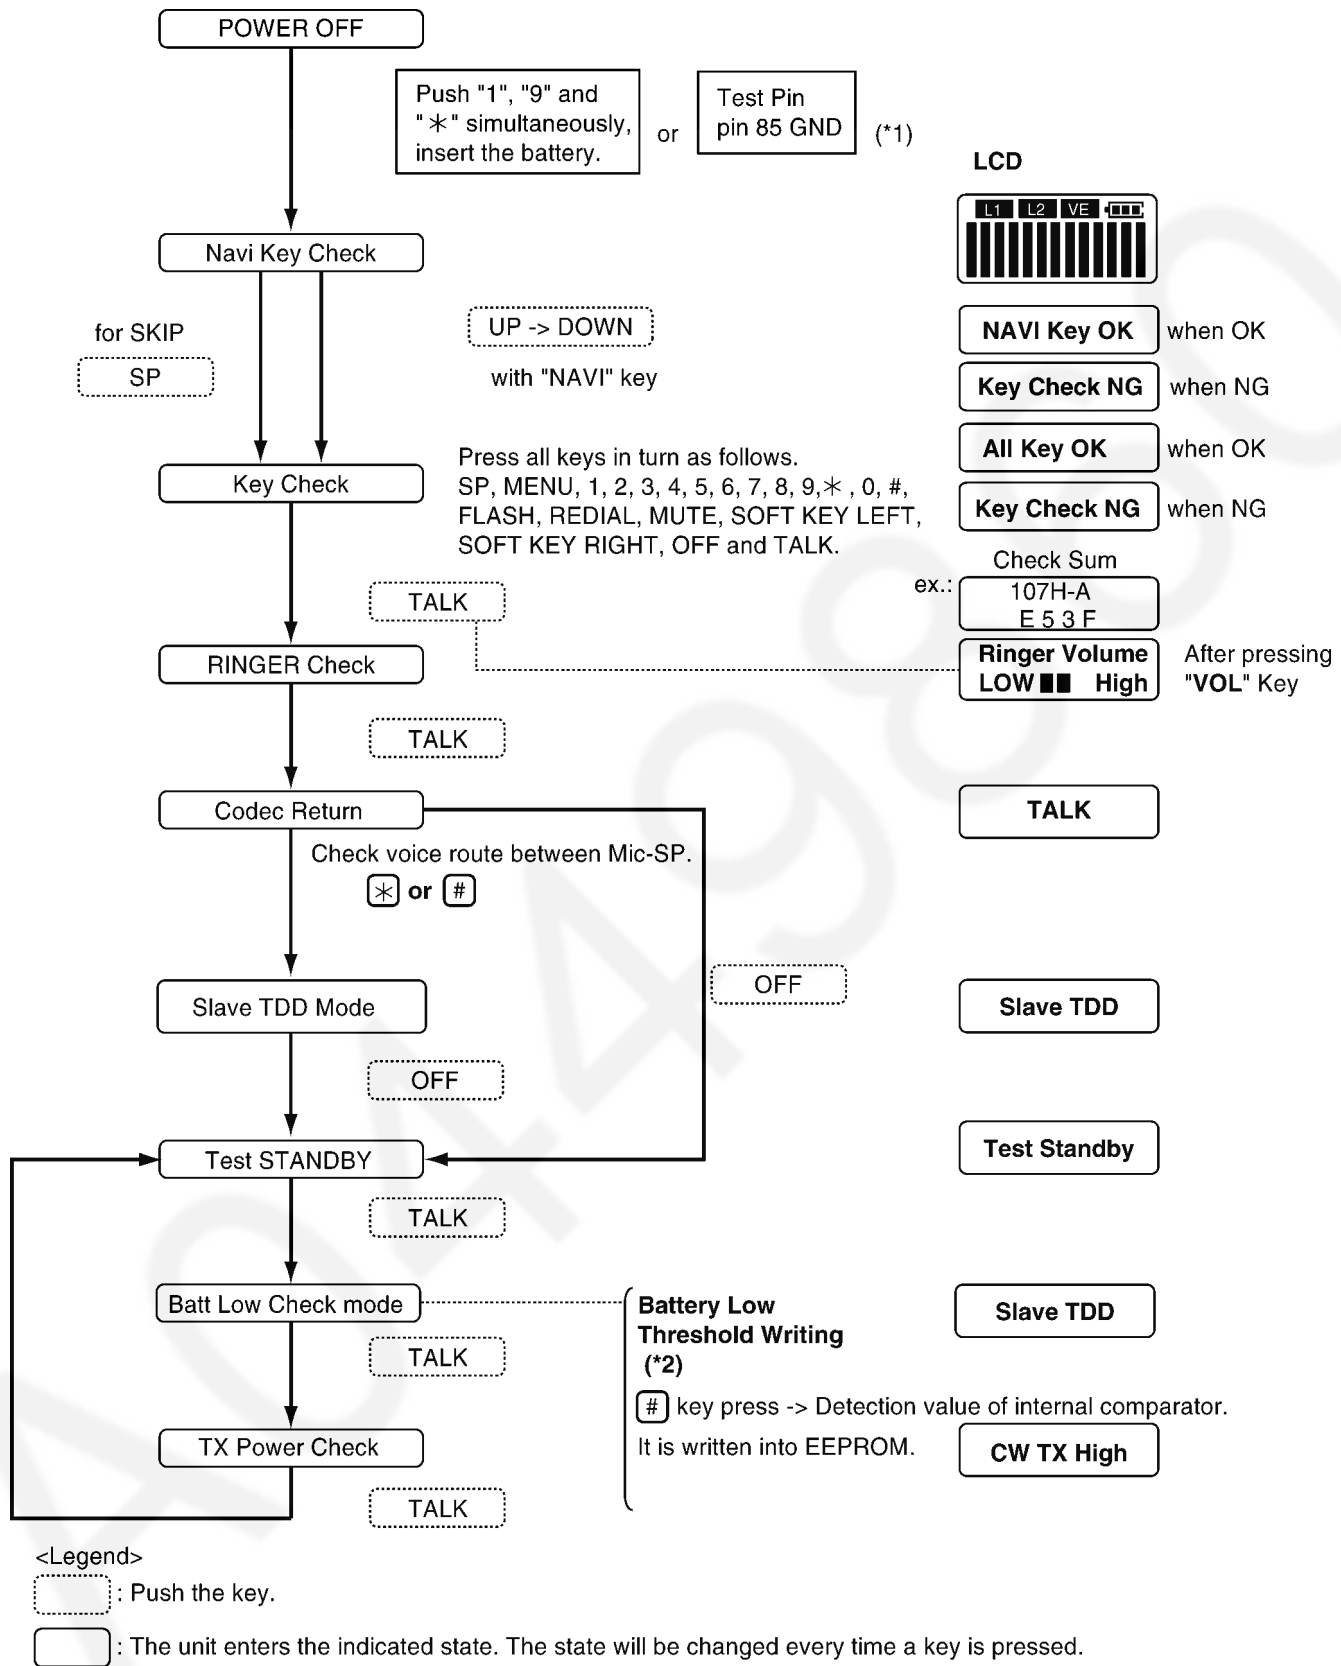 POWER OFF
Push "1", "9" and
"＊" simultaneously,
insert the battery.
or
Test Pin
pin 85 GND
(*1)
LCD
L1 L2 VE
Navi Key Check
for SKIP
SP
UP -> DOWN
with "NAVI" key
NAVI Key OK when OK
Key Check NG when NG
All Key OK when OK
Key Check NG when NG
Key Check
Press all keys in turn as follows.
SP, MENU, 1, 2, 3, 4, 5, 6, 7, 8, 9,＊ , 0, #,
FLASH, REDIAL, MUTE, SOFT KEY LEFT,
SOFT KEY RIGHT, OFF and TALK.
Check Sum
ex.:
107H-A
E 5 3 F
TALK
RINGER Check
Ringer Volume
LOW High
After pressing
"VOL" Key
TALK
Codec Return
TALK
Check voice route between Mic-SP.
＊ or #
OFF
Slave TDD Mode
Slave TDD
OFF
Test STANDBY
Test Standby
TALK
Batt Low Check mode
Battery Low
Threshold Writing
(*2)
# key press -> Detection value of internal comparator.
It is written into EEPROM.
Slave TDD
TALK
TX Power Check
CW TX High
TALK
<Legend>
: Push the key.
: The unit enters the indicated state. The state will be changed every time a key is pressed.
A0449860